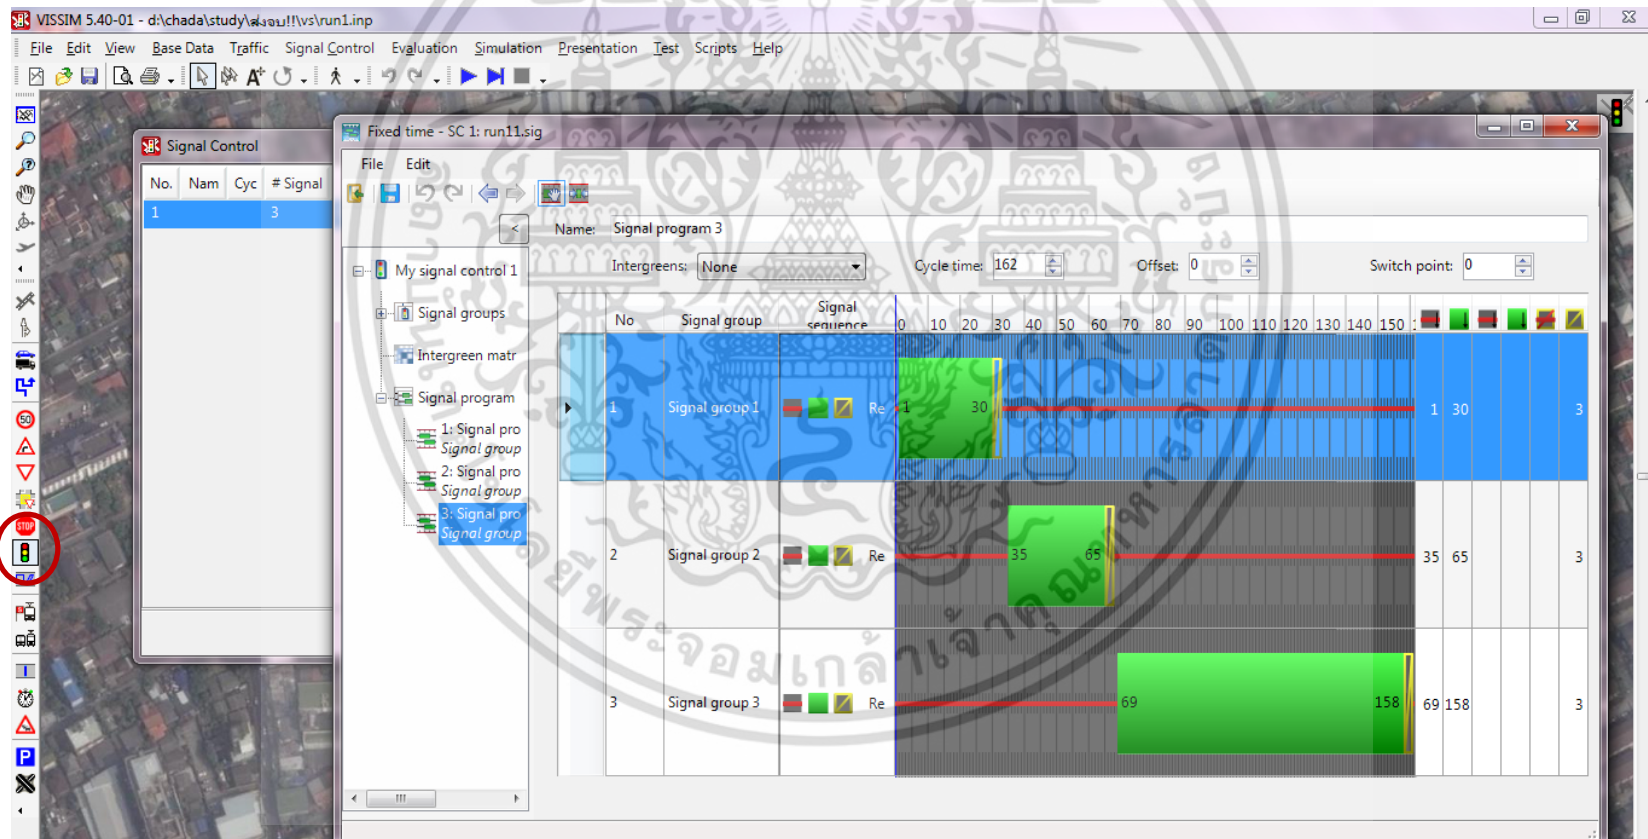 VISSIM 5.40-01 - d:\chada\study\ส่งจบ!!\vs\run1.inp
File Edit View Base Data Traffic Signal Control Evaluation Simulation Presentation Test Scripts Help
Signal Control
No. Nam Cyc # Signal
1 3
Fixed time - SC 1: run11.sig
File Edit
<
Name: Signal program 3
Intergreens: None Cycle time: 162 Offset: 0 Switch point: 0
My signal control 1
Signal groups
Intergreen matr
Signal program
1: Signal pro
Signal group
2: Signal pro
Signal group
3: Signal pro
Signal group
No Signal group Signal sequence 0 10 20 30 40 50 60 70 80 90 100 110 120 130 140 150
1 Signal group 1 Re 1 30 1 30 3
2 Signal group 2 Re 35 65 35 65 3
3 Signal group 3 Re 69 158 69 158 3
50
STOP
P